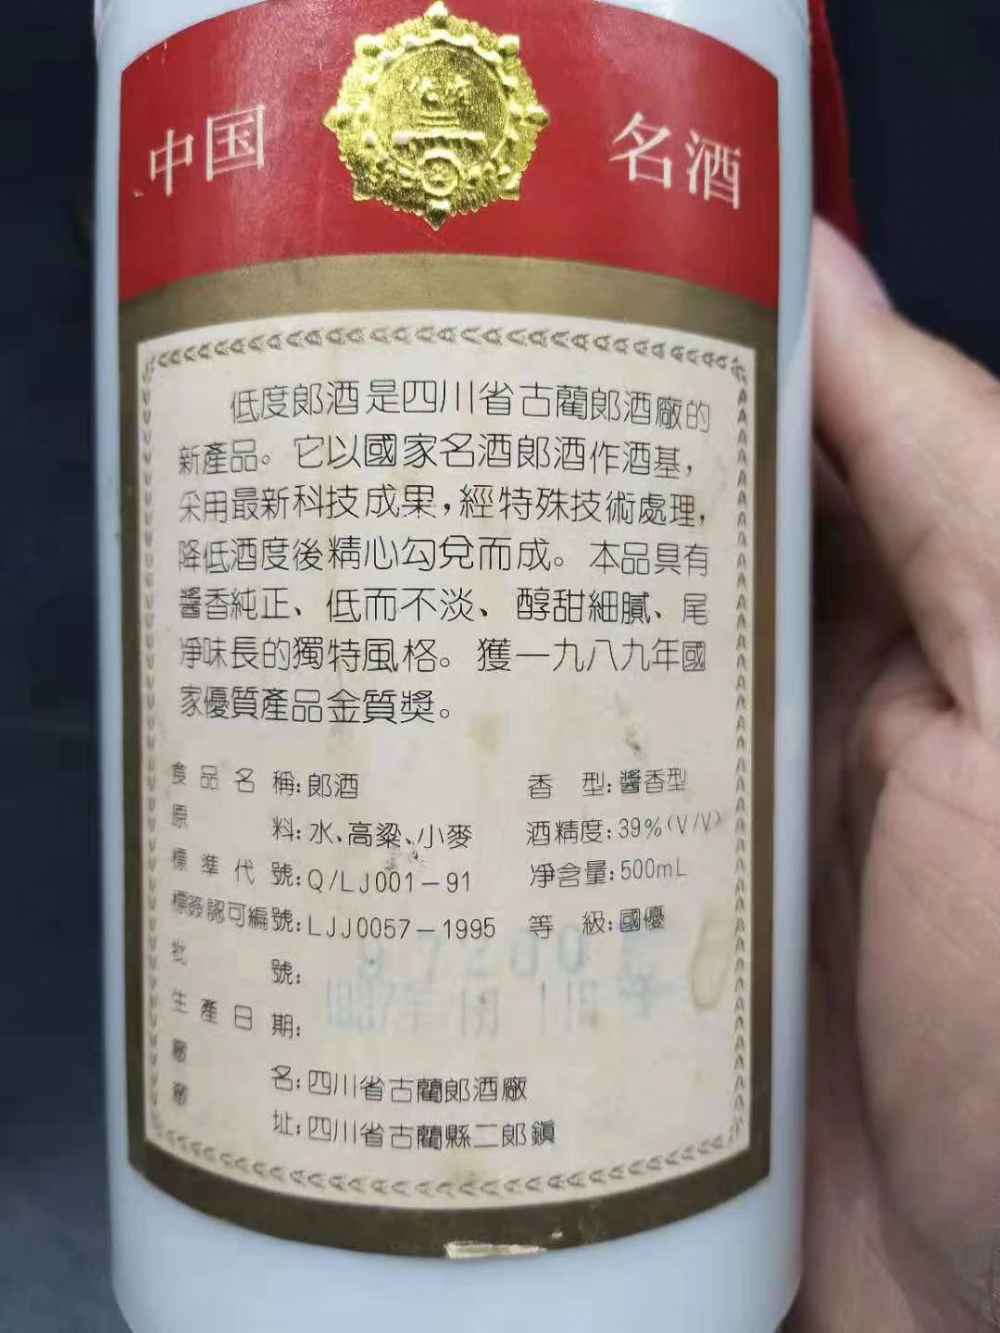 中国 名酒
低度郎酒是四川省古藺郎酒廠的
新產品。它以國家名酒郎酒作酒基，
采用最新科技成果，經特殊技術處理，
降低酒度後精心勾兌而成。本品具有
醬香純正、低而不淡、醇甜細膩、尾
凈味長的獨特風格。獲一九八九年國
家優質產品金質獎。
食品名稱：郎酒 香型：醬香型
原料：水、高粱、小麥 酒精度：39%(V/V)
標準代號：Q/LJ001－91 凈含量：500mL
標簽認可編號：LJJ0057－1995 等級：國優
批號：
生產日期：
廠名：四川省古藺郎酒廠
廠址：四川省古藺縣二郎鎮